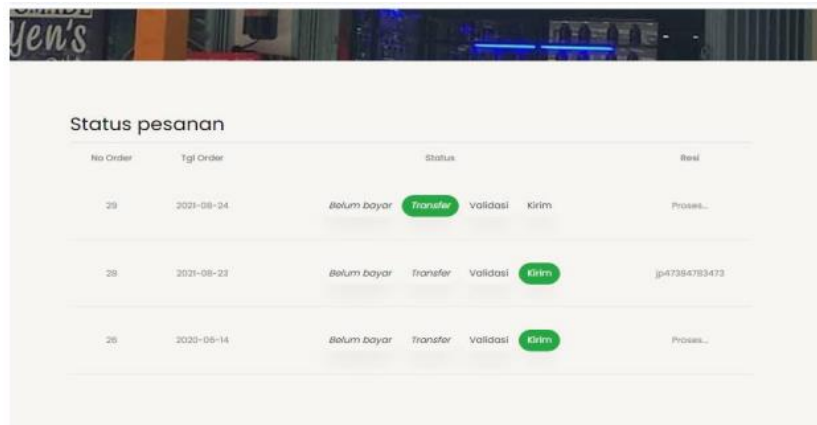 yen's
Status pesanan
No Order Tgl Order Status Resi
29 2021-08-24 Belum bayar Transfer Validasi Kirim Proses...
28 2021-08-23 Belum bayar Transfer Validasi Kirim jp47384783473
26 2020-06-14 Belum bayar Transfer Validasi Kirim Proses...